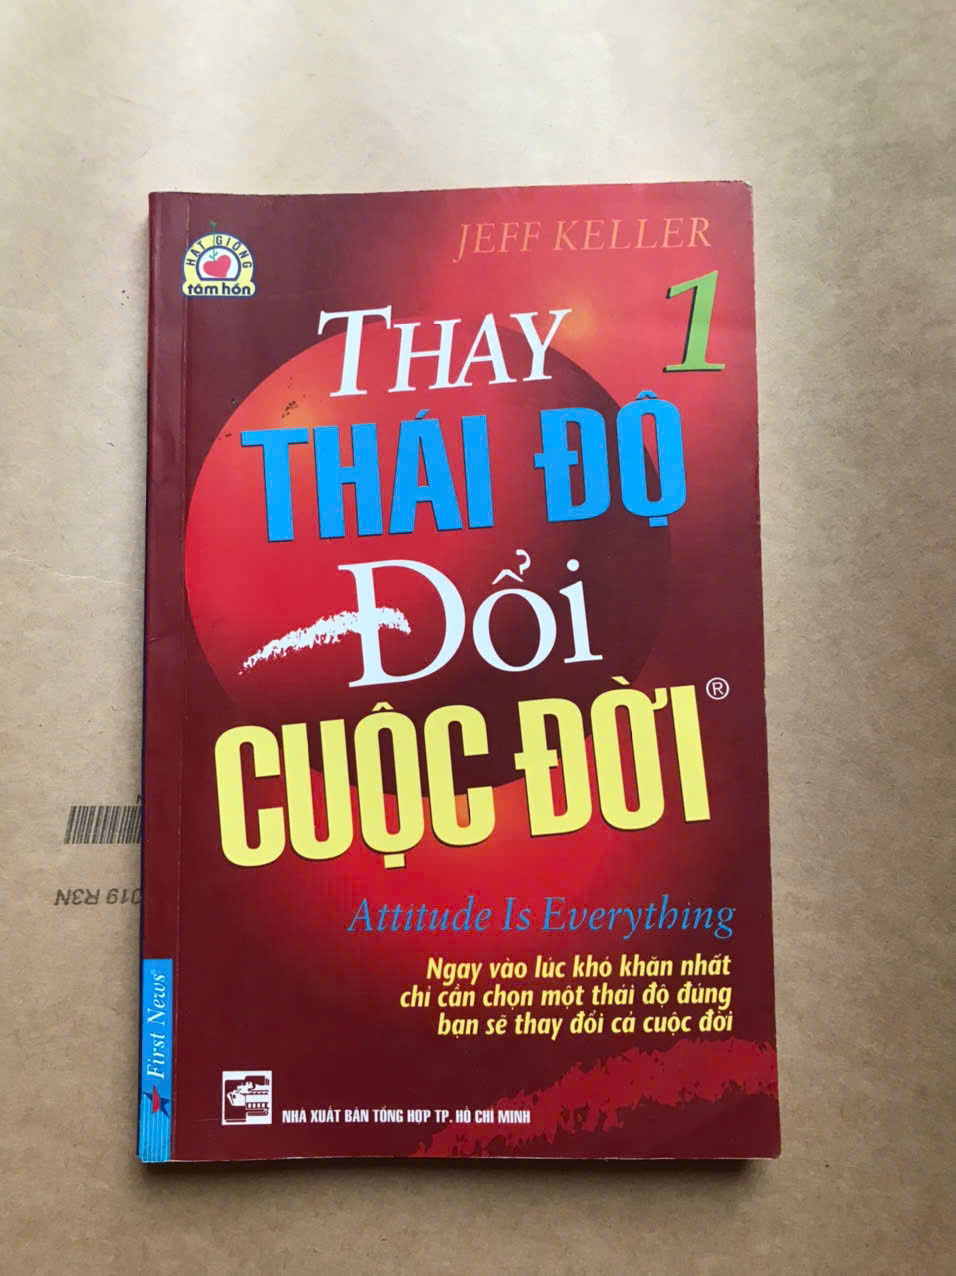 JEFF KELLER
HẠT GIỐNG
tâm hồn
1
THAY
THÁI ĐỘ
ĐỔI
CUỘC ĐỜI®
Attitude Is Everything
Ngay vào lúc khó khăn nhất
chỉ cần chọn một thái độ đúng
bạn sẽ thay đổi cả cuộc đời
First News®
NHÀ XUẤT BẢN TỔNG HỢP TP. HỒ CHÍ MINH
019 R3N